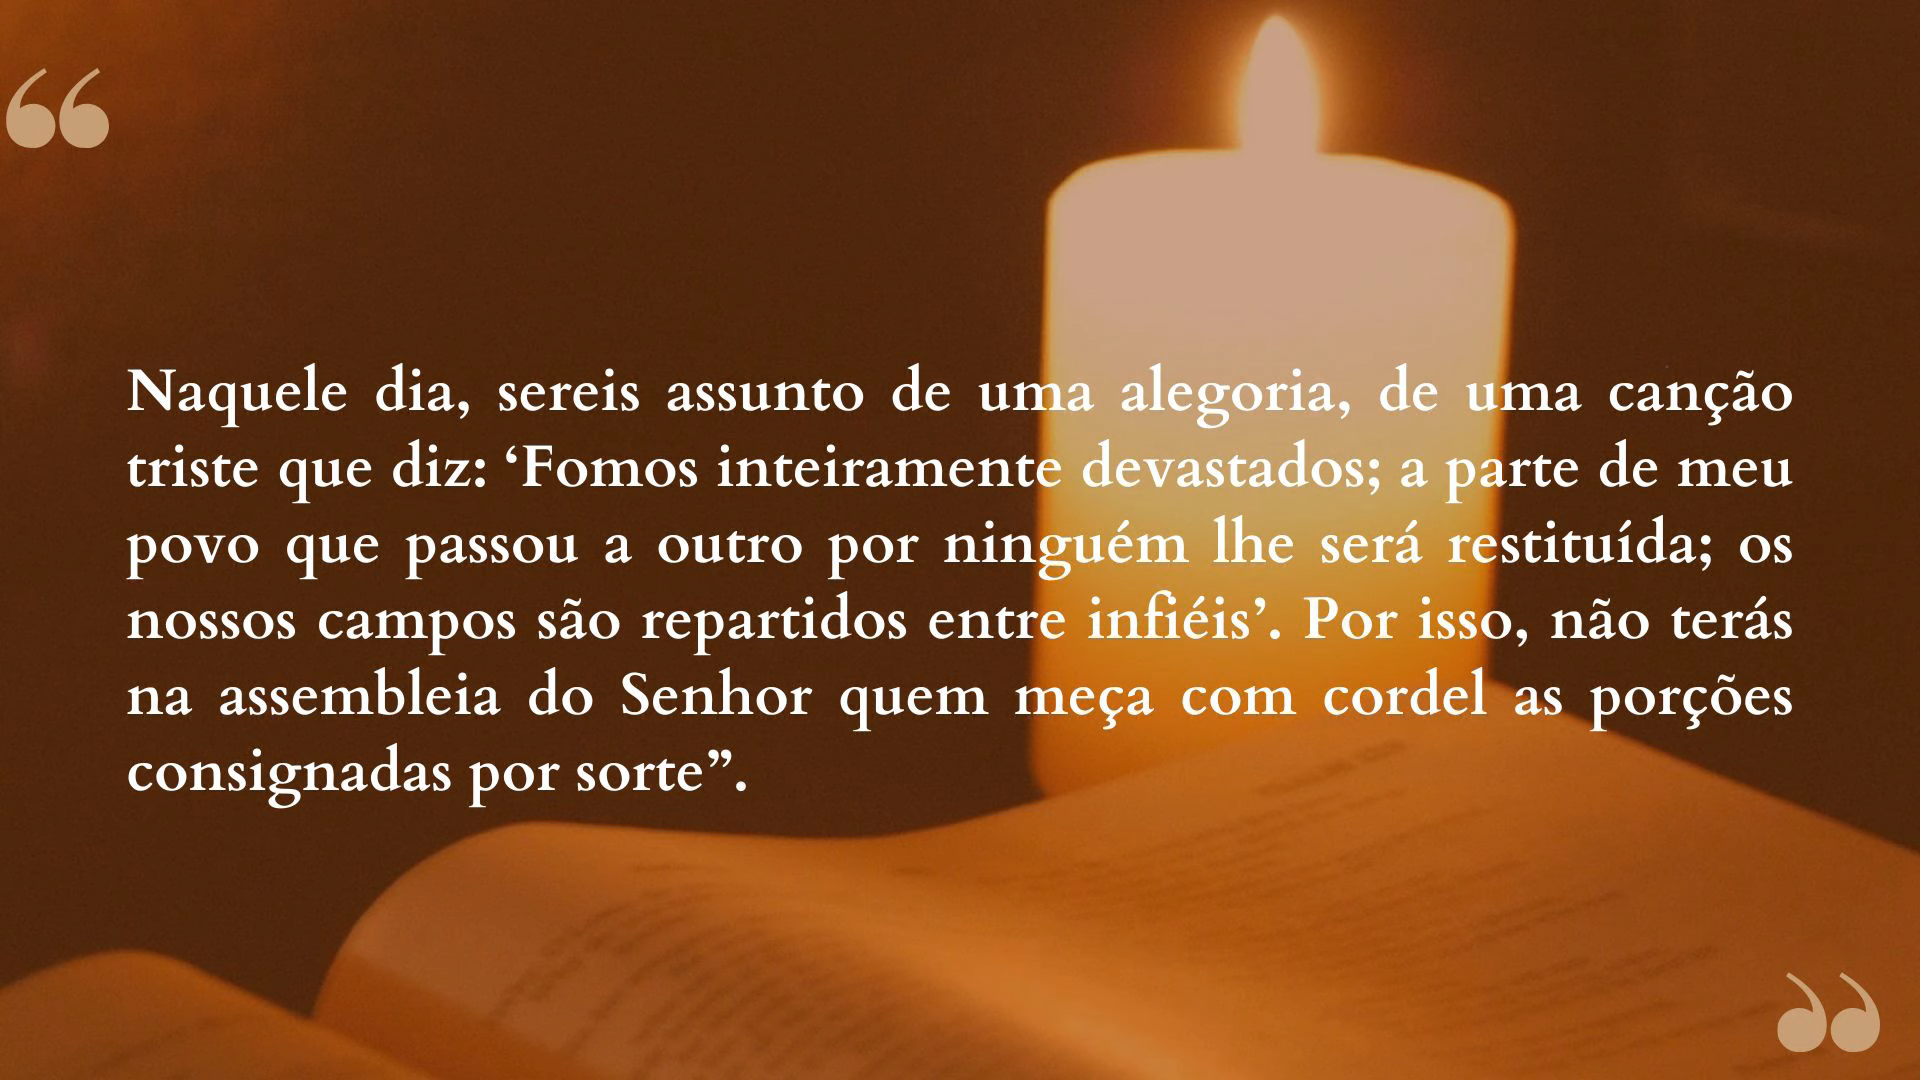 “
Naquele dia, sereis assunto de uma alegoria, de uma canção
triste que diz: ‘Fomos inteiramente devastados; a parte de meu
povo que passou a outro por ninguém lhe será restituída; os
nossos campos são repartidos entre infiéis’. Por isso, não terás
na assembleia do Senhor quem meça com cordel as porções
consignadas por sorte”.
”